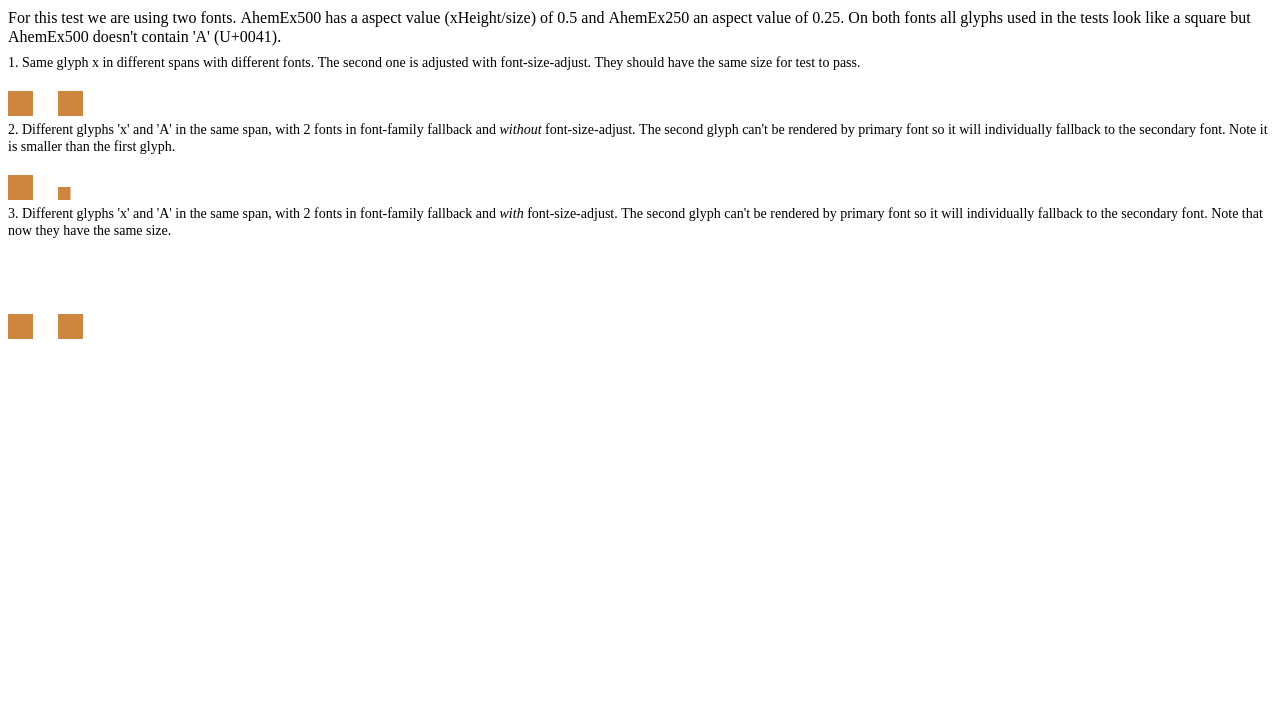 For this test we are using two fonts. AhemEx500 has a aspect value (xHeight/size) of 0.5 and AhemEx250 an aspect value of 0.25. On both fonts all glyphs used in the tests look like a square but
AhemEx500 doesn't contain 'A' (U+0041).
1. Same glyph x in different spans with different fonts. The second one is adjusted with font-size-adjust. They should have the same size for test to pass.
2. Different glyphs 'x' and 'A' in the same span, with 2 fonts in font-family fallback and without font-size-adjust. The second glyph can't be rendered by primary font so it will individually fallback to the secondary font. Note it
is smaller than the first glyph.
3. Different glyphs 'x' and 'A' in the same span, with 2 fonts in font-family fallback and with font-size-adjust. The second glyph can't be rendered by primary font so it will individually fallback to the secondary font. Note that
now they have the same size.